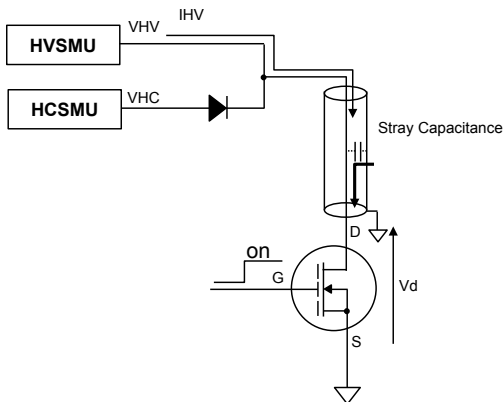 IHV
VHV
HVSMU
VHC
HCSMU
Stray Capacitance
D
on
G
Vd
S